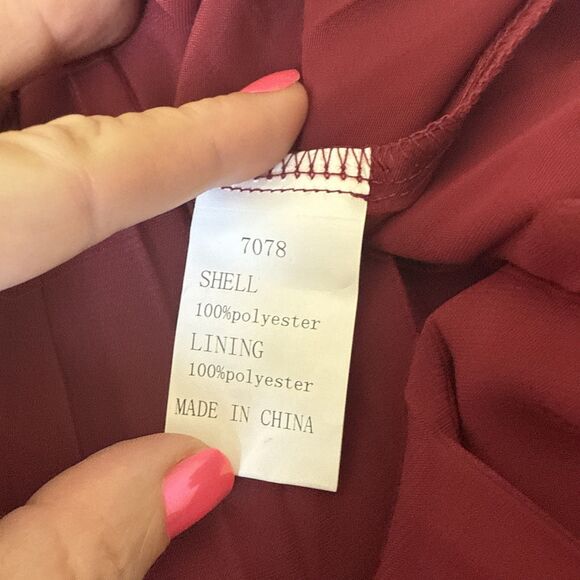 7078
SHELL
100%polyester
LINING
100%polyester
MADE IN CHINA